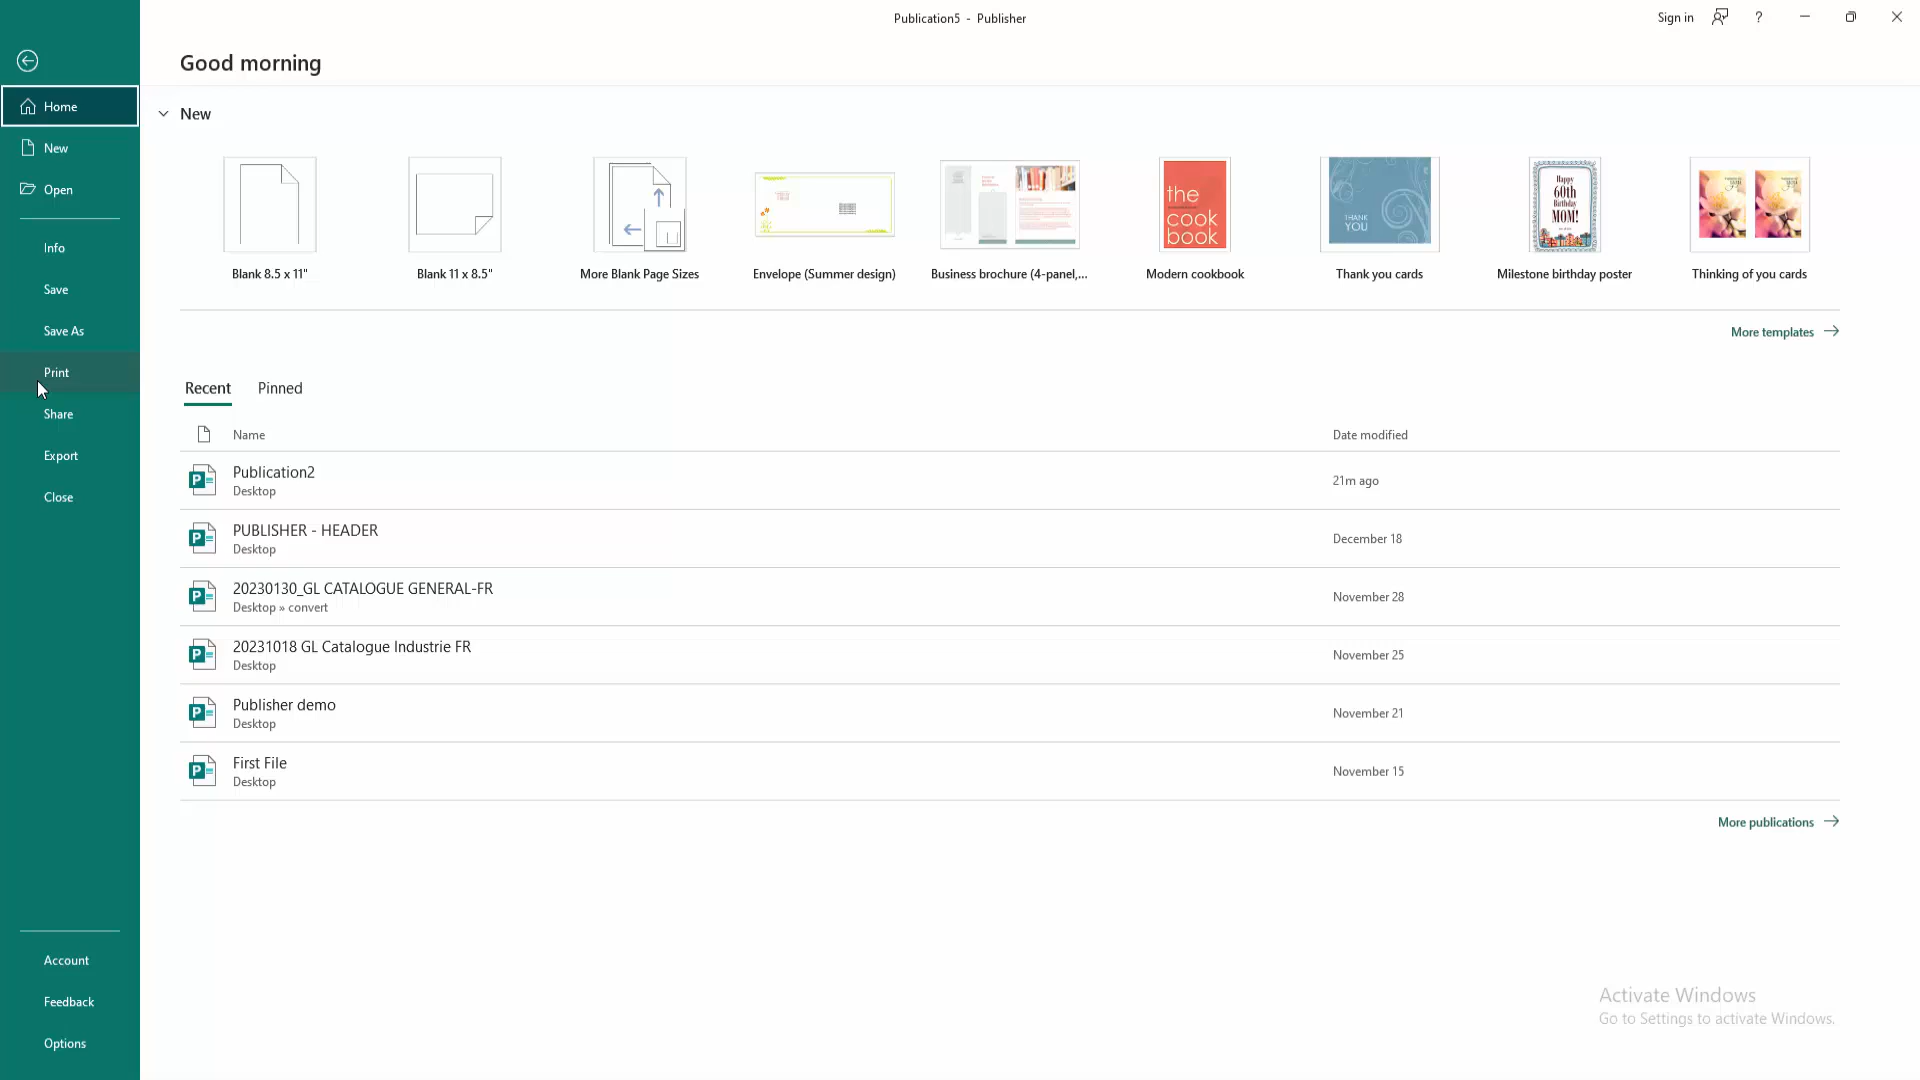 Publication5 - Publisher
Sign in
?
Good morning
Home
New
Open
Info
Save
Save As
Print
Share
Export
Close
Account
Feedback
Options
New
the cook book
THANK YOU
Happy 60th Birthday MOM!
Blank 8.5 x 11"
Blank 11 x 8.5"
More Blank Page Sizes
Envelope (Summer design)
Business brochure (4-panel,...
Modern cookbook
Thank you cards
Milestone birthday poster
Thinking of you cards
More templates
Recent Pinned
Name Date modified
Publication2
Desktop
21m ago
PUBLISHER - HEADER
Desktop
December 18
20230130_GL CATALOGUE GENERAL-FR
Desktop » convert
November 28
20231018 GL Catalogue Industrie FR
Desktop
November 25
Publisher demo
Desktop
November 21
First File
Desktop
November 15
More publications
Activate Windows
Go to Settings to activate Windows.